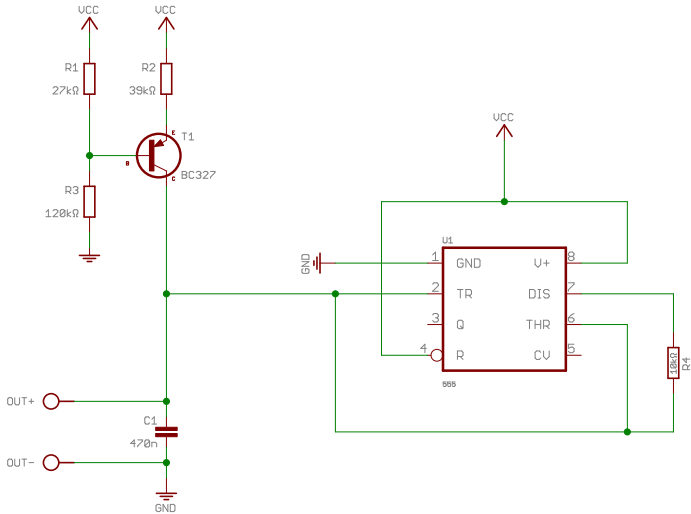 VCC
VCC
R1
27kΩ
R2
39kΩ
E
T1
B
C
BC327
R3
120kΩ
VCC
U1
GND
1
GND
V+
8
2
TR
DIS
7
3
Q
THR
6
4
R
CV
5
10kΩ
R4
555
OUT+
C1
470n
OUT-
GND